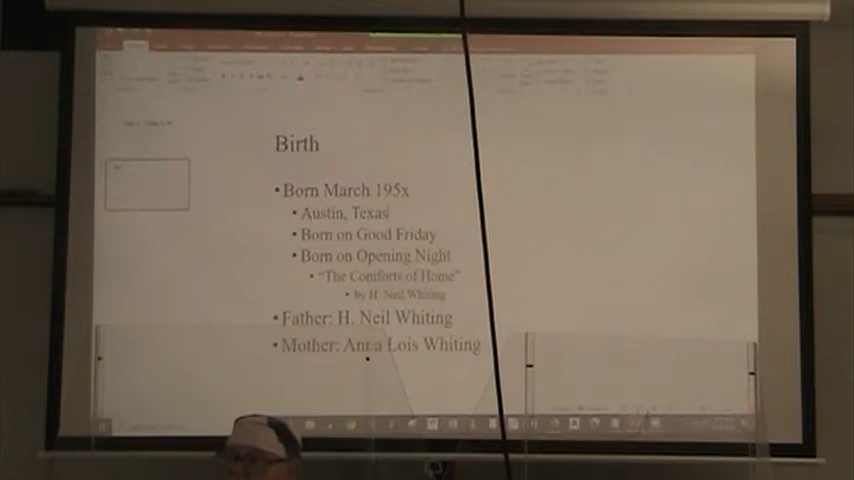 Birth
• Born March 195x
• Austin, Texas
• Born on Good Friday
• Born on Opening Night
• "The Comforts of Home"
• by H. Neil Whiting
• Father: H. Neil Whiting
• Mother: Anna Lois Whiting